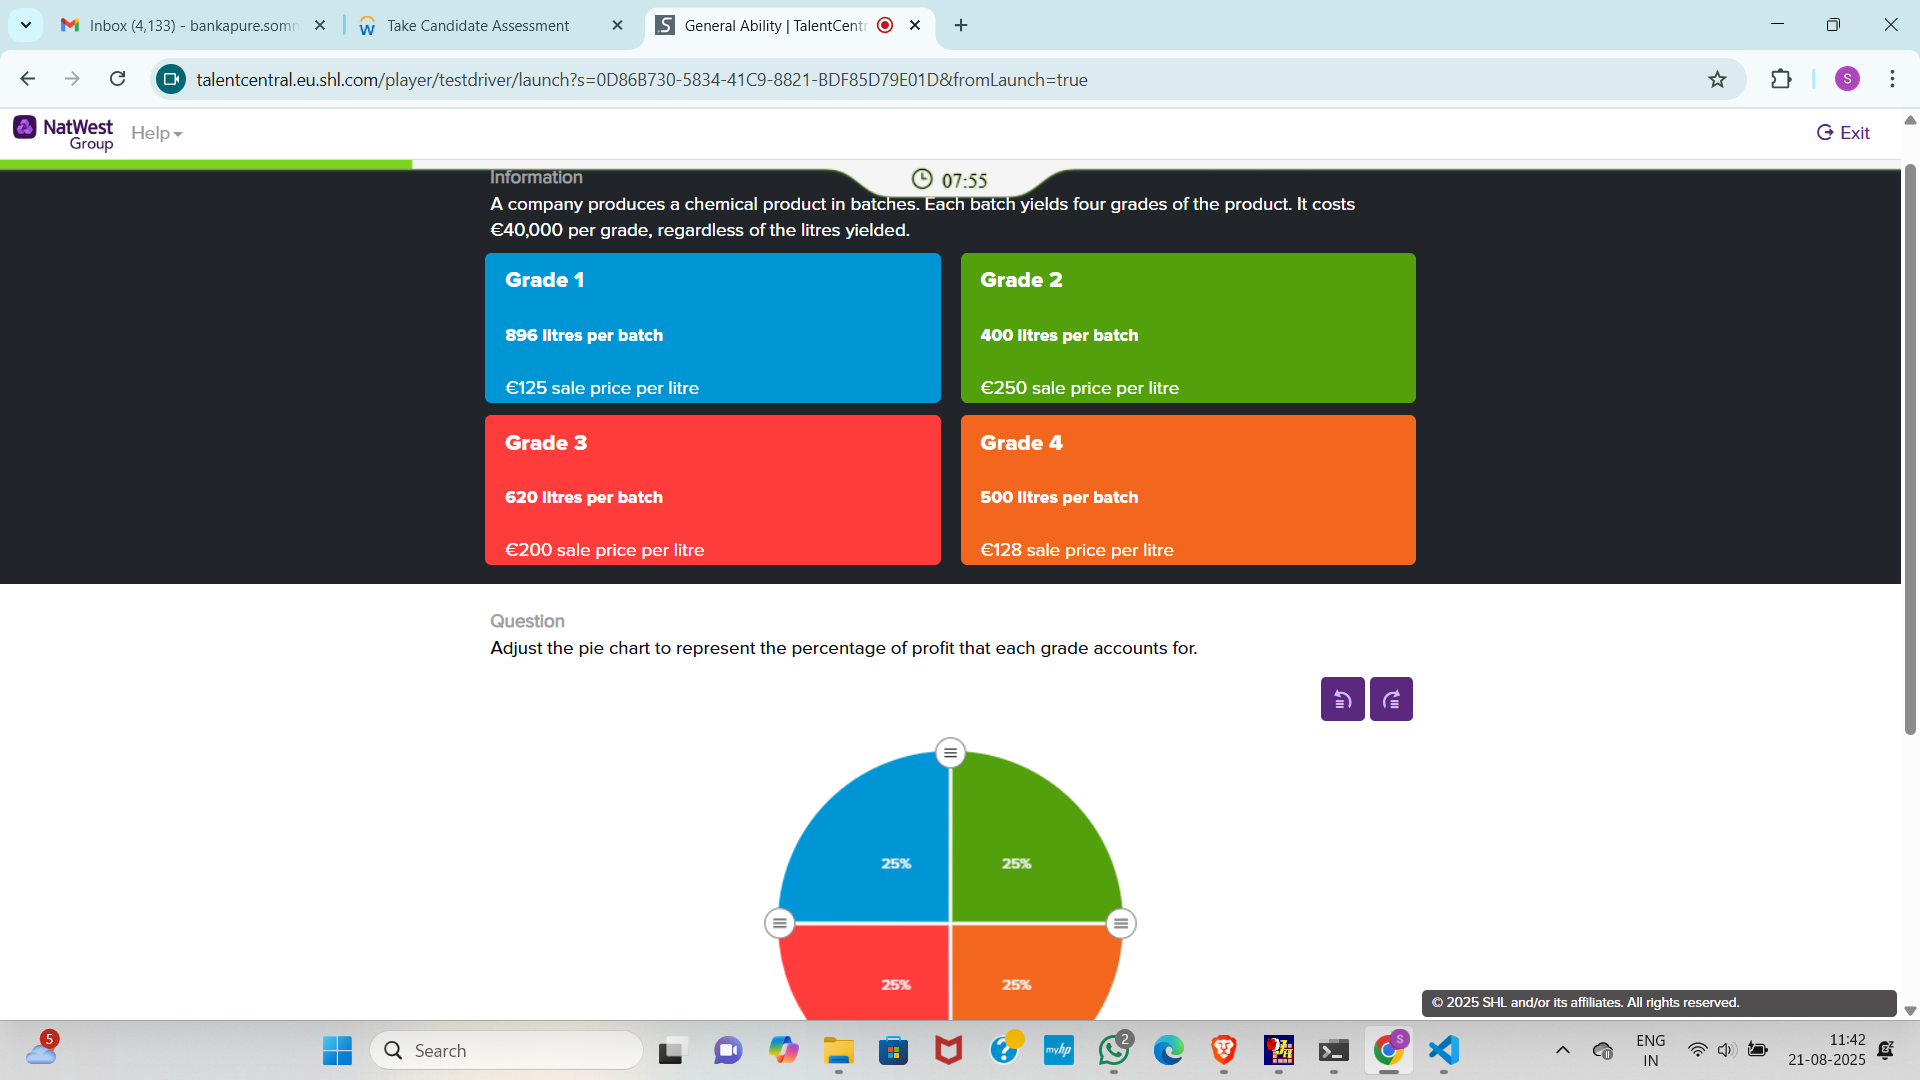 Inbox (4,133) - bankapure.somn
Take Candidate Assessment
General Ability | TalentCentr
talentcentral.eu.shl.com/player/testdriver/launch?s=0D86B730-5834-41C9-8821-BDF85D79E01D&fromLaunch=true
S
NatWest
Group
Help
Exit
07:55
Information
A company produces a chemical product in batches. Each batch yields four grades of the product. It costs
€40,000 per grade, regardless of the litres yielded.
Grade 1
896 litres per batch
€125 sale price per litre
Grade 2
400 litres per batch
€250 sale price per litre
Grade 3
620 litres per batch
€200 sale price per litre
Grade 4
500 litres per batch
€128 sale price per litre
Question
Adjust the pie chart to represent the percentage of profit that each grade accounts for.
25%
25%
25%
25%
© 2025 SHL and/or its affiliates. All rights reserved.
5
Search
myhp
2
S
ENG
IN
11:42
21-08-2025